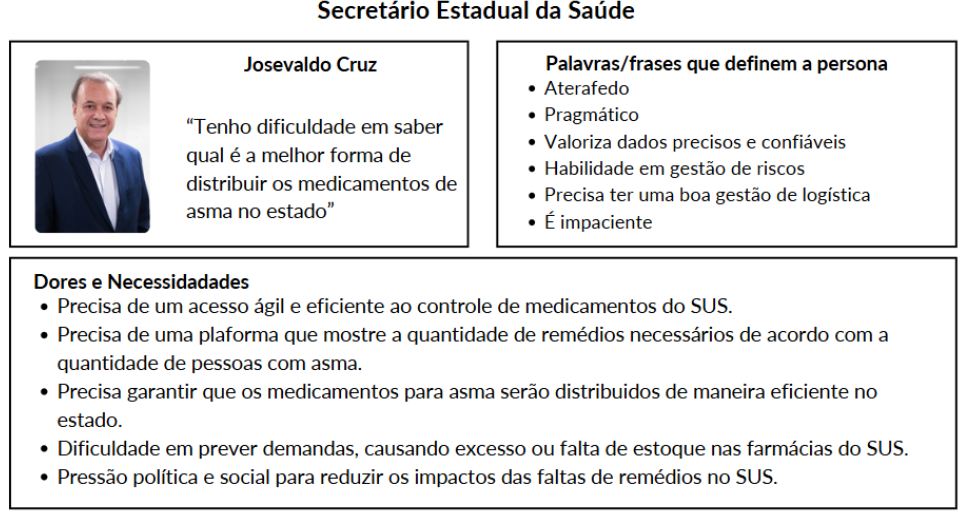 Secretário Estadual da Saúde
Josevaldo Cruz
“Tenho dificuldade em saber
qual é a melhor forma de
distribuir os medicamentos de
asma no estado”
Palavras/frases que definem a persona
• Aterafedo
• Pragmático
• Valoriza dados precisos e confiáveis
• Habilidade em gestão de riscos
• Precisa ter uma boa gestão de logística
• É impaciente
Dores e Necessidadades
• Precisa de um acesso ágil e eficiente ao controle de medicamentos do SUS.
• Precisa de uma plaforma que mostre a quantidade de remédios necessários de acordo com a
quantidade de pessoas com asma.
• Precisa garantir que os medicamentos para asma serão distribuidos de maneira eficiente no
estado.
• Dificuldade em prever demandas, causando excesso ou falta de estoque nas farmácias do SUS.
• Pressão política e social para reduzir os impactos das faltas de remédios no SUS.